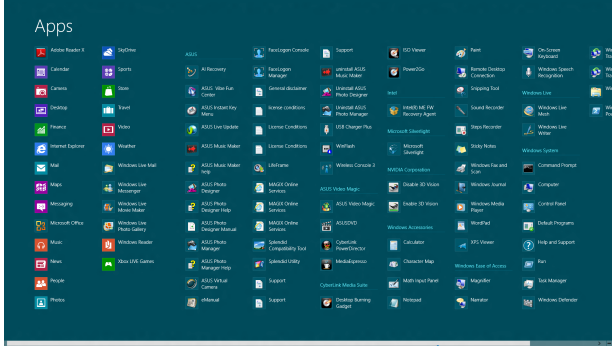 Apps
Adobe Reader X
Calendar
Camera
Desktop
Finance
Internet Explorer
Mail
Maps
Messaging
Microsoft Office
Music
News
People
Photos
SkyDrive
Sports
Store
Travel
Video
Weather
Windows Live Mail
Windows Live
Messenger
Windows Live
Movie Maker
Windows Live
Photo Gallery
Windows Reader
Xbox LIVE Games
ASUS
AI Recovery
ASUS Vibe Fun
Center
ASUS Instant Key
Menu
ASUS Live Update
ASUS Music Maker
ASUS Music Maker
help
ASUS Photo
Designer
ASUS Photo
Designer Help
ASUS Photo
Designer Manual
ASUS Photo
Manager
ASUS Photo
Manager Help
ASUS Virtual
Camera
eManual
FaceLogon Console
FaceLogon
Manager
General disclaimer
license conditions
License Conditions
License Conditions
LifeFrame
MAGIX Online
Services
MAGIX Online
Services
MAGIX Online
Services
Splendid
Compatibility Tool
Splendid Utility
Support
Support
Support
uninstall ASUS
Music Maker
Uninstall ASUS
Photo Designer
Uninstall ASUS
Photo Manager
USB Charger Plus
WinFlash
Wireless Console 3
ASUS Video Magic
ASUS Video Magic
ASUSDVD
CyberLink
PowerDirector
MediaEspresso
CyberLink Media Suite
Desktop Burning
Gadget
ISO Viewer
Power2Go
Intel
Intel(R) ME FW
Recovery Agent
Microsoft Silverlight
Microsoft
Silverlight
NVIDIA Corporation
Disable 3D Vision
Enable 3D Vision
Windows Accessories
Calculator
Character Map
Math Input Panel
Notepad
Paint
Remote Desktop
Connection
Snipping Tool
Sound Recorder
Steps Recorder
Sticky Notes
Windows Fax and
Scan
Windows Journal
Windows Media
Player
WordPad
XPS Viewer
Windows Ease of Access
Magnifier
Narrator
On-Screen
Keyboard
Windows Speech
Recognition
Windows Live
Windows Live
Mesh
Windows Live
Writer
Windows System
Command Prompt
Computer
Control Panel
Default Programs
Help and Support
Run
Task Manager
Windows Defender